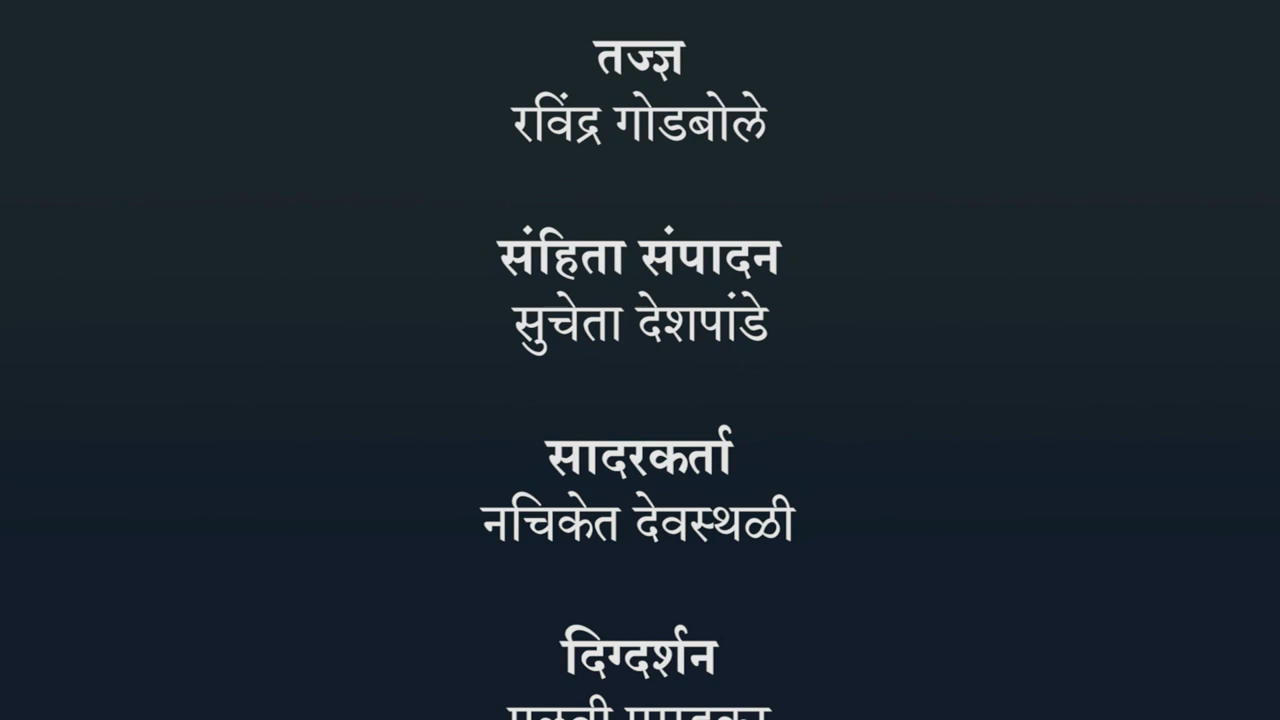 तज्ज्ञ
रविंद्र गोडबोले
संहिता संपादन
सुचेता देशपांडे
सादरकर्ता
नचिकेत देवस्थळी
दिग्दर्शन